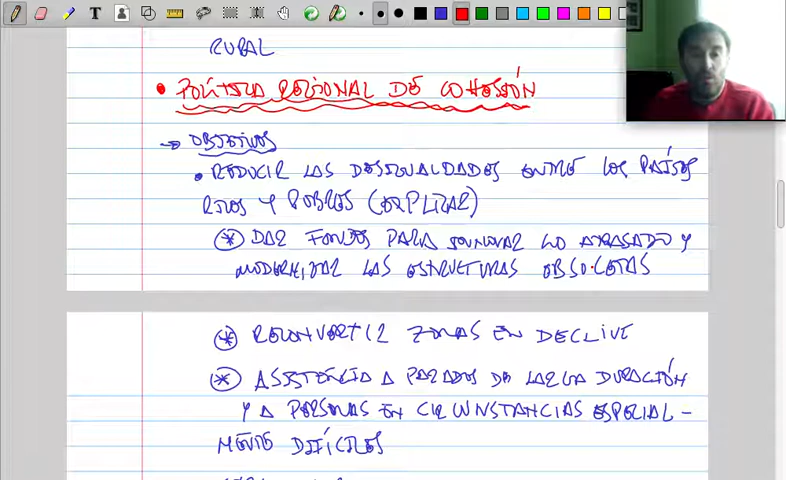 RURAL
• POLÍTICA REGIONAL DE COHESIÓN
→ OBJETIVOS
• REDUCIR LAS DESIGUALDADES ENTRE LOS PAÍSES
RICOS Y POBRES (EXPLICAR)
* DAR FONDOS PARA SOLUCIONAR LO ATRASADO Y
MODERNIZAR LAS ESTRUCTURAS OBSOLETAS
* RECONVERTIR ZONAS EN DECLIVE
* ASISTENCIA A PARADOS DE LARGA DURACIÓN
Y A PERSONAS EN CIRCUNSTANCIAS ESPECIAL-
MENTE DIFÍCILES